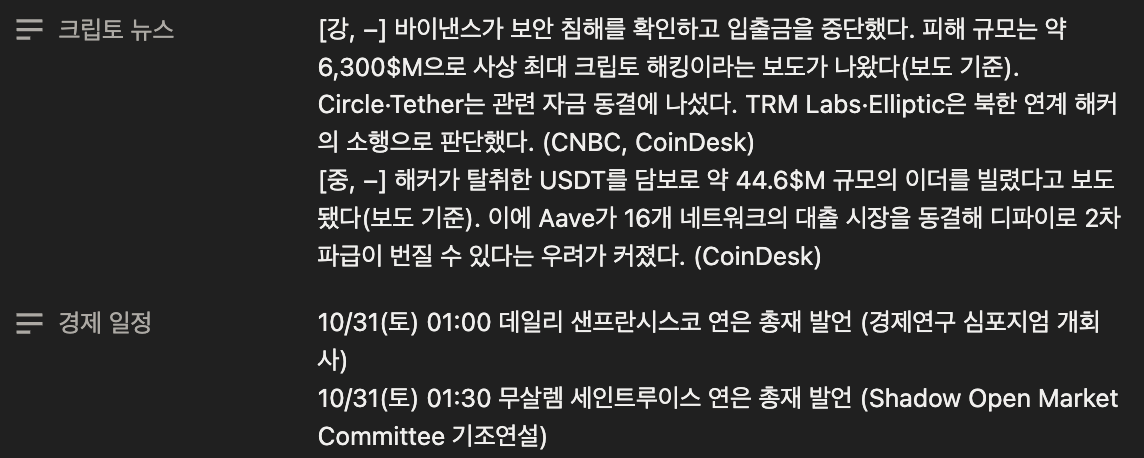 크립토 뉴스
[강, –] 바이낸스가 보안 침해를 확인하고 입출금을 중단했다. 피해 규모는 약
6,300$M으로 사상 최대 크립토 해킹이라는 보도가 나왔다(보도 기준).
Circle·Tether는 관련 자금 동결에 나섰다. TRM Labs·Elliptic은 북한 연계 해커
의 소행으로 판단했다. (CNBC, CoinDesk)
[중, –] 해커가 탈취한 USDT를 담보로 약 44.6$M 규모의 이더를 빌렸다고 보도
됐다(보도 기준). 이에 Aave가 16개 네트워크의 대출 시장을 동결해 디파이로 2차
파급이 번질 수 있다는 우려가 커졌다. (CoinDesk)
경제 일정
10/31(토) 01:00 데일리 샌프란시스코 연은 총재 발언 (경제연구 심포지엄 개회
사)
10/31(토) 01:30 무살렘 세인트루이스 연은 총재 발언 (Shadow Open Market
Committee 기조연설)